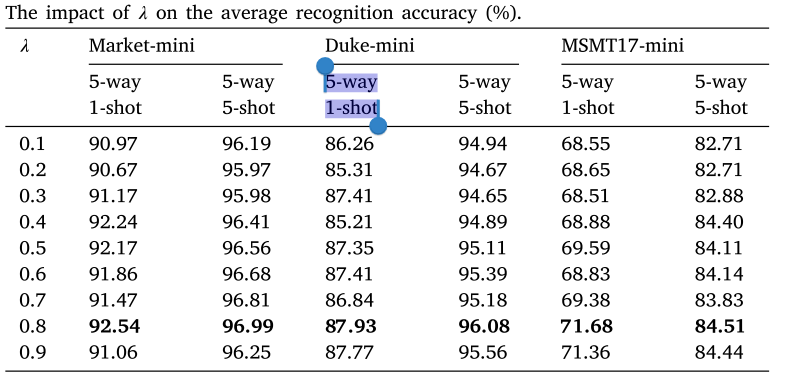 The impact of λ on the average recognition accuracy (%).
λ Market-mini Duke-mini MSMT17-mini
5-way 5-way 5-way 5-way 5-way 5-way
1-shot 5-shot 1-shot 5-shot 1-shot 5-shot
0.1 90.97 96.19 86.26 94.94 68.55 82.71
0.2 90.67 95.97 85.31 94.67 68.65 82.71
0.3 91.17 95.98 87.41 94.65 68.51 82.88
0.4 92.24 96.41 85.21 94.89 68.88 84.40
0.5 92.17 96.56 87.35 95.11 69.59 84.11
0.6 91.86 96.68 87.41 95.39 68.83 84.14
0.7 91.47 96.81 86.84 95.18 69.38 83.83
0.8 92.54 96.99 87.93 96.08 71.68 84.51
0.9 91.06 96.25 87.77 95.56 71.36 84.44